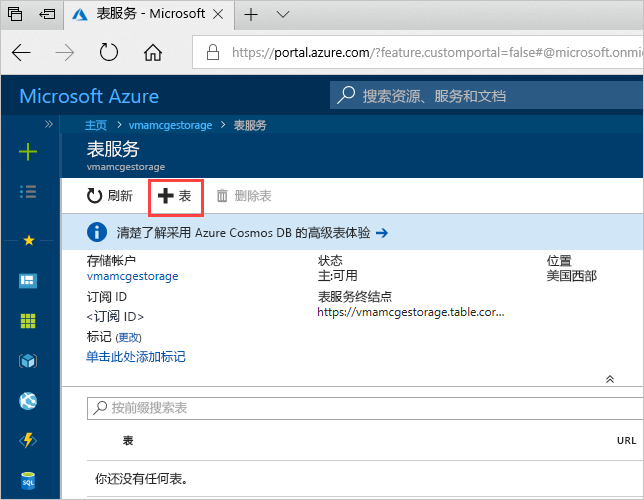 表服务 - Microsoft
https://portal.azure.com/?feature.customportal=false#@microsoft.onmi
Microsoft Azure
搜索资源、服务和文档
主页 > vmamcgestorage > 表服务
表服务
vmamcgestorage
刷新 表 删除表
清楚了解采用 Azure Cosmos DB 的高级表体验 →
存储帐户 状态 位置
vmamcgestorage 主:可用 美国西部
订阅 ID 表服务终结点
<订阅 ID> https://vmamcgestorage.table.cor...
标记 (更改)
单击此处添加标记
按前缀搜索表
表 URL
你还没有任何表。